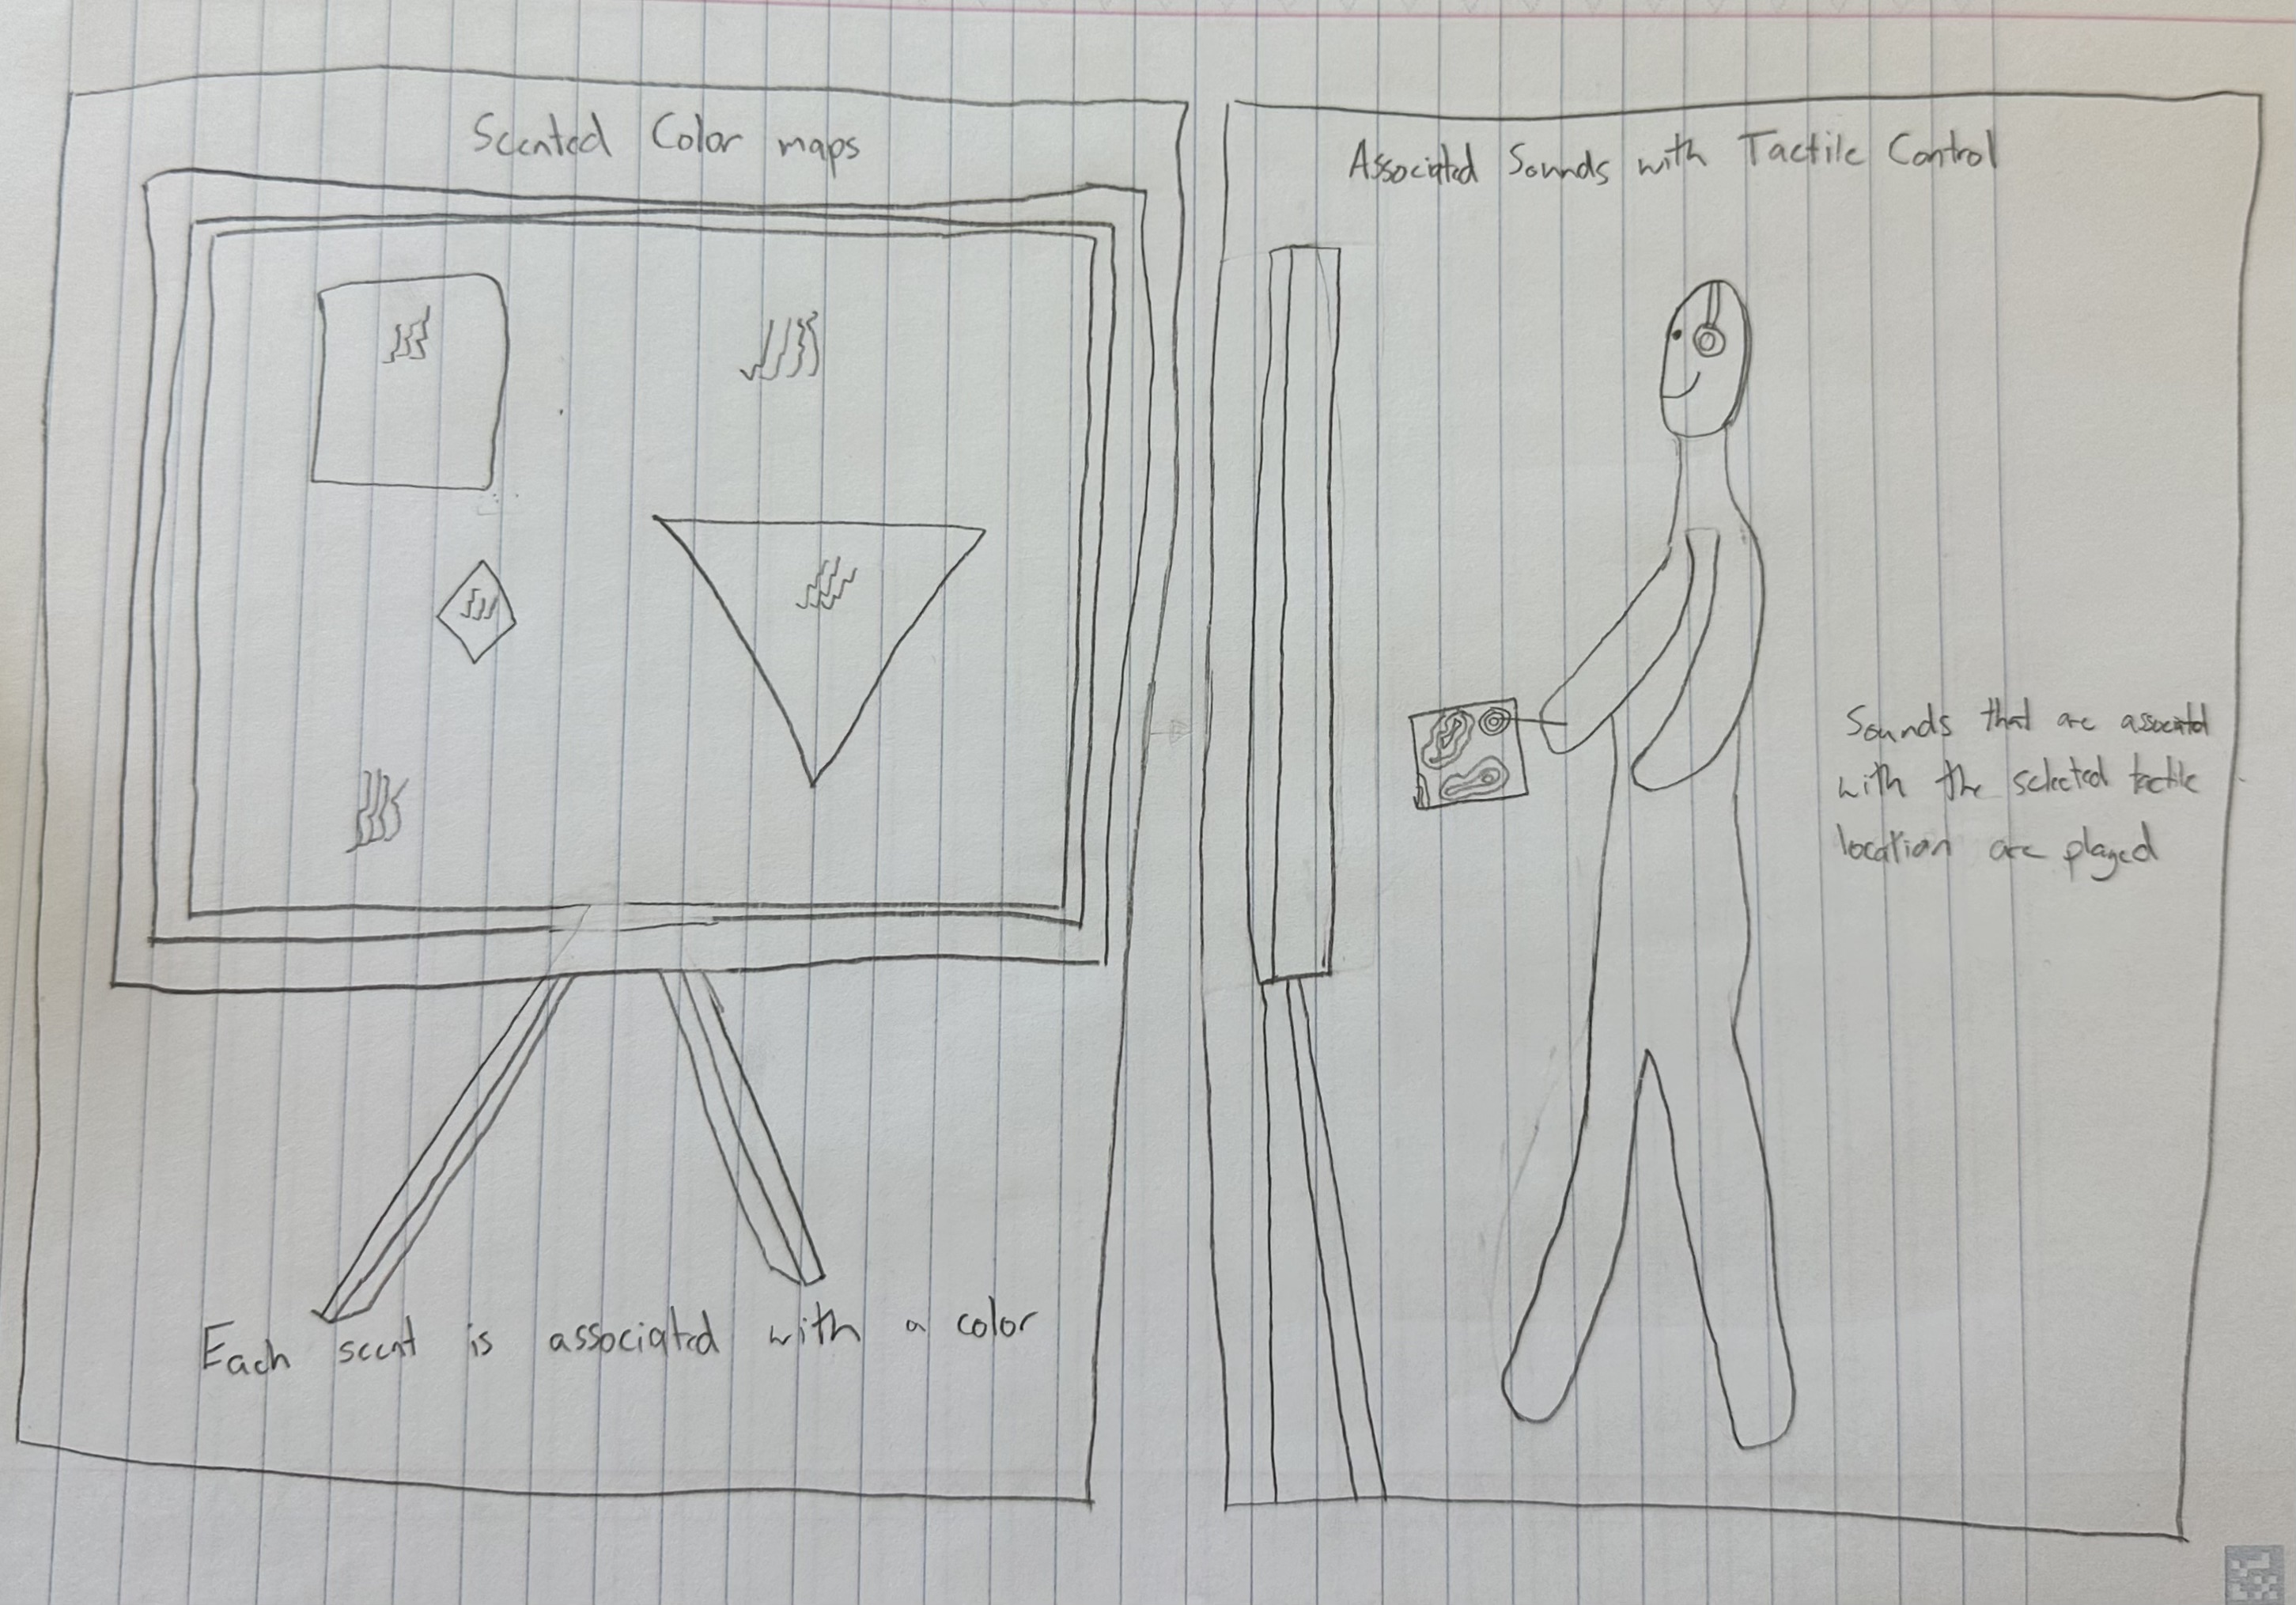 Scented Color maps
Each scent is associated with a color
Associated Sounds with Tactile Control
Sounds that are associatd
with the selected tactile
location are played